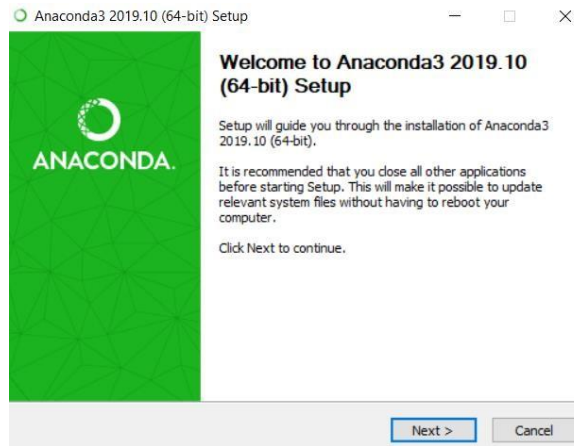 Anaconda3 2019.10 (64-bit) Setup
ANACONDA.
Welcome to Anaconda3 2019.10
(64-bit) Setup
Setup will guide you through the installation of Anaconda3
2019.10 (64-bit).
It is recommended that you close all other applications
before starting Setup. This will make it possible to update
relevant system files without having to reboot your
computer.
Click Next to continue.
Next >
Cancel